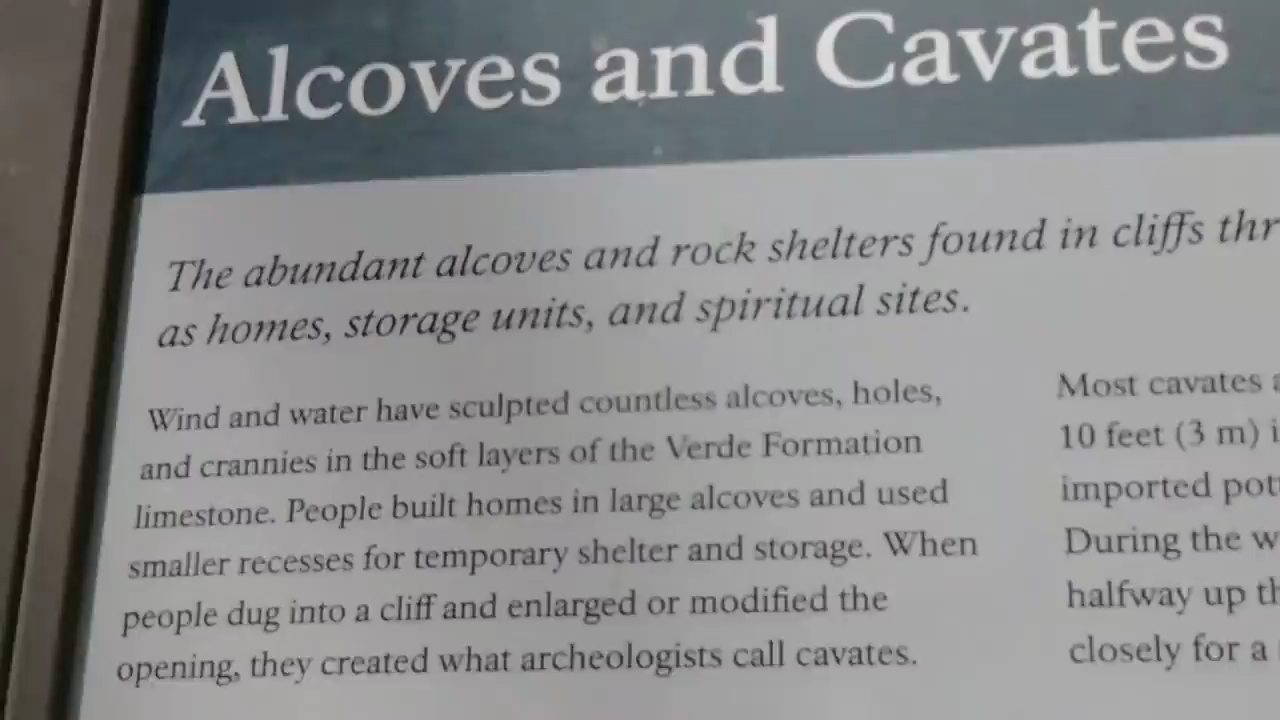 Alcoves and Cavates
The abundant alcoves and rock shelters found in cliffs thr
as homes, storage units, and spiritual sites.
Wind and water have sculpted countless alcoves, holes,
and crannies in the soft layers of the Verde Formation
limestone. People built homes in large alcoves and used
smaller recesses for temporary shelter and storage. When
people dug into a cliff and enlarged or modified the
opening, they created what archeologists call cavates.
Most cavates
10 feet (3 m) i
imported pot
During the w
halfway up th
closely for a